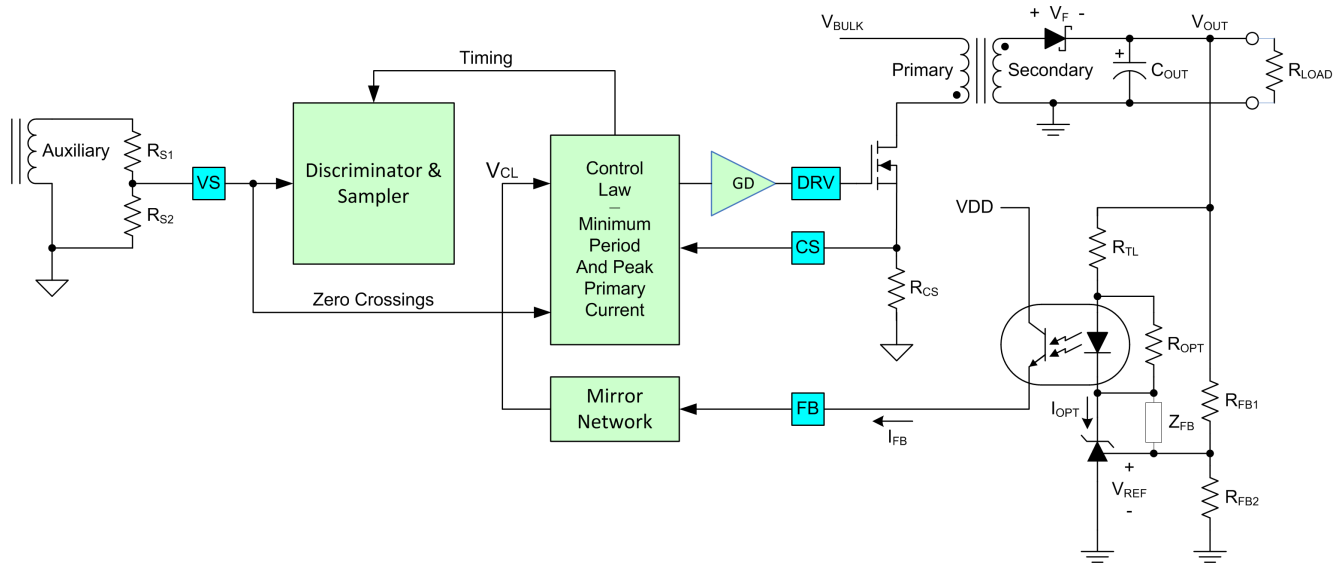 + VF -
VBULK
VOUT
Timing
Primary
Secondary
+
COUT
RLOAD
Auxiliary
RS1
RS2
VS
Discriminator &
Sampler
VCL
Control
Law
–
Minimum
Period
And Peak
Primary
Current
GD
DRV
CS
RCS
VDD
RTL
Zero Crossings
ROPT
Mirror
Network
FB
IFB
IOPT
ZFB
RFB1
+
VREF
-
RFB2